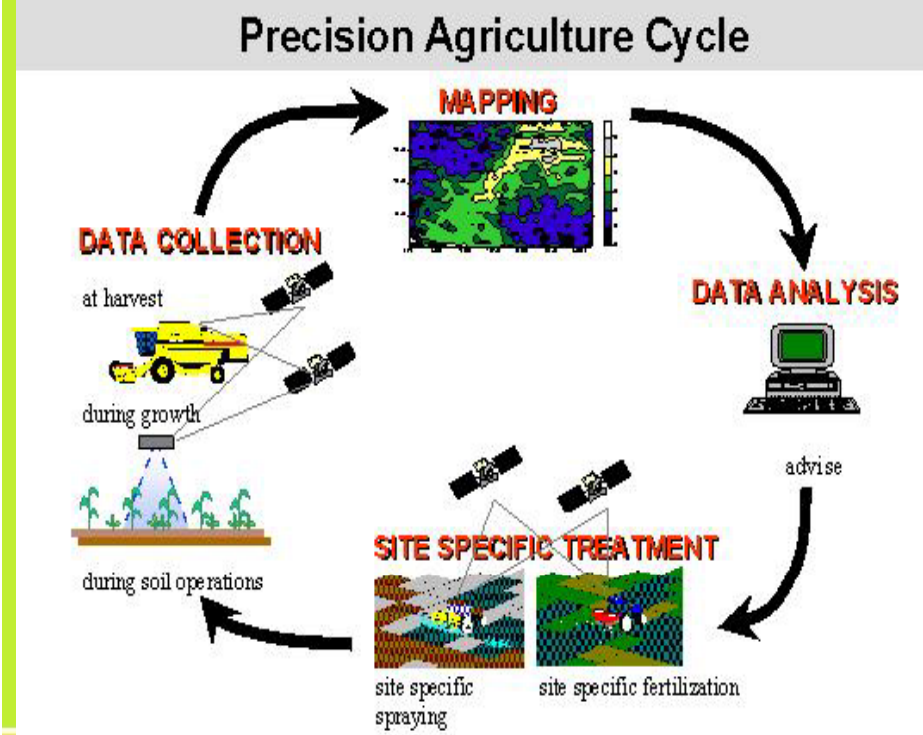 Precision Agriculture Cycle
MAPPING
DATA COLLECTION
at harvest
during growth
during soil operations
DATA ANALYSIS
advise
SITE SPECIFIC TREATMENT
site specific
spraying
site specific fertilization